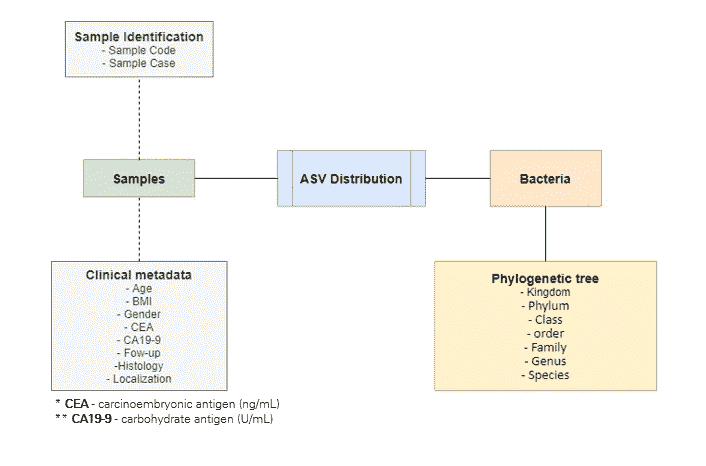 Sample Identification
- Sample Code
- Sample Case
Samples
ASV Distribution
Bacteria
Clinical metadata
- Age
- BMI
- Gender
- CEA
- CA19-9
- Fow-up
-Histology
- Localization
Phylogenetic tree
- Kingdom
- Phylum
- Class
- order
- Family
- Genus
- Species
* CEA - carcinoembryonic antigen (ng/mL)
** CA19-9 - carbohydrate antigen (U/mL)